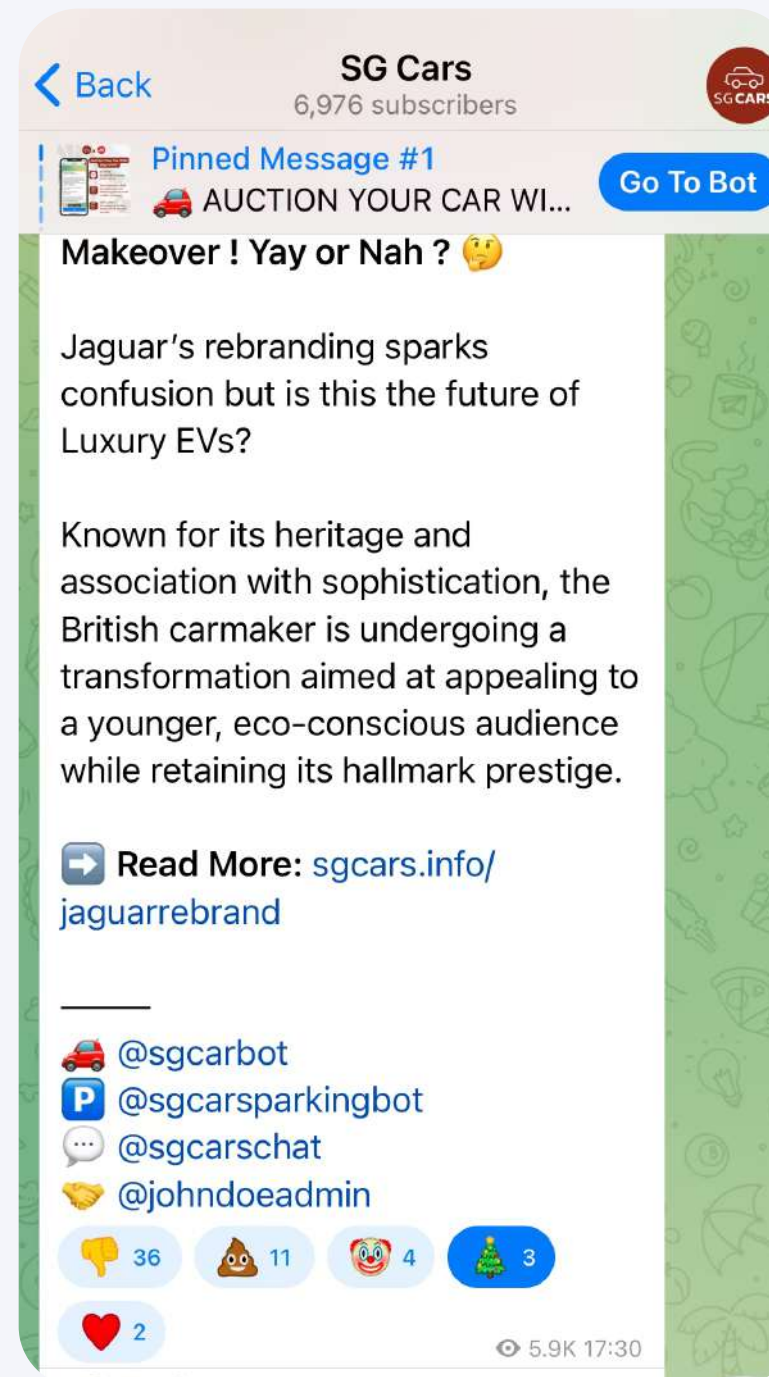 Back
SG Cars
6,976 subscribers
SG CARS
Pinned Message #1
🚗 AUCTION YOUR CAR WI...
Go To Bot
Makeover ! Yay or Nah ? 🤔
Jaguar’s rebranding sparks
confusion but is this the future of
Luxury EVs?
Known for its heritage and
association with sophistication, the
British carmaker is undergoing a
transformation aimed at appealing to
a younger, eco-conscious audience
while retaining its hallmark prestige.
➡️ Read More: sgcars.info/
jaguarrebrand
🚗 @sgcarbot
🅿️ @sgcarsparkingbot
💬 @sgcarschat
🤝 @johndoeadmin
👎 36 💩 11 🤡 4 🎄 3
❤️ 2
5.9K 17:30